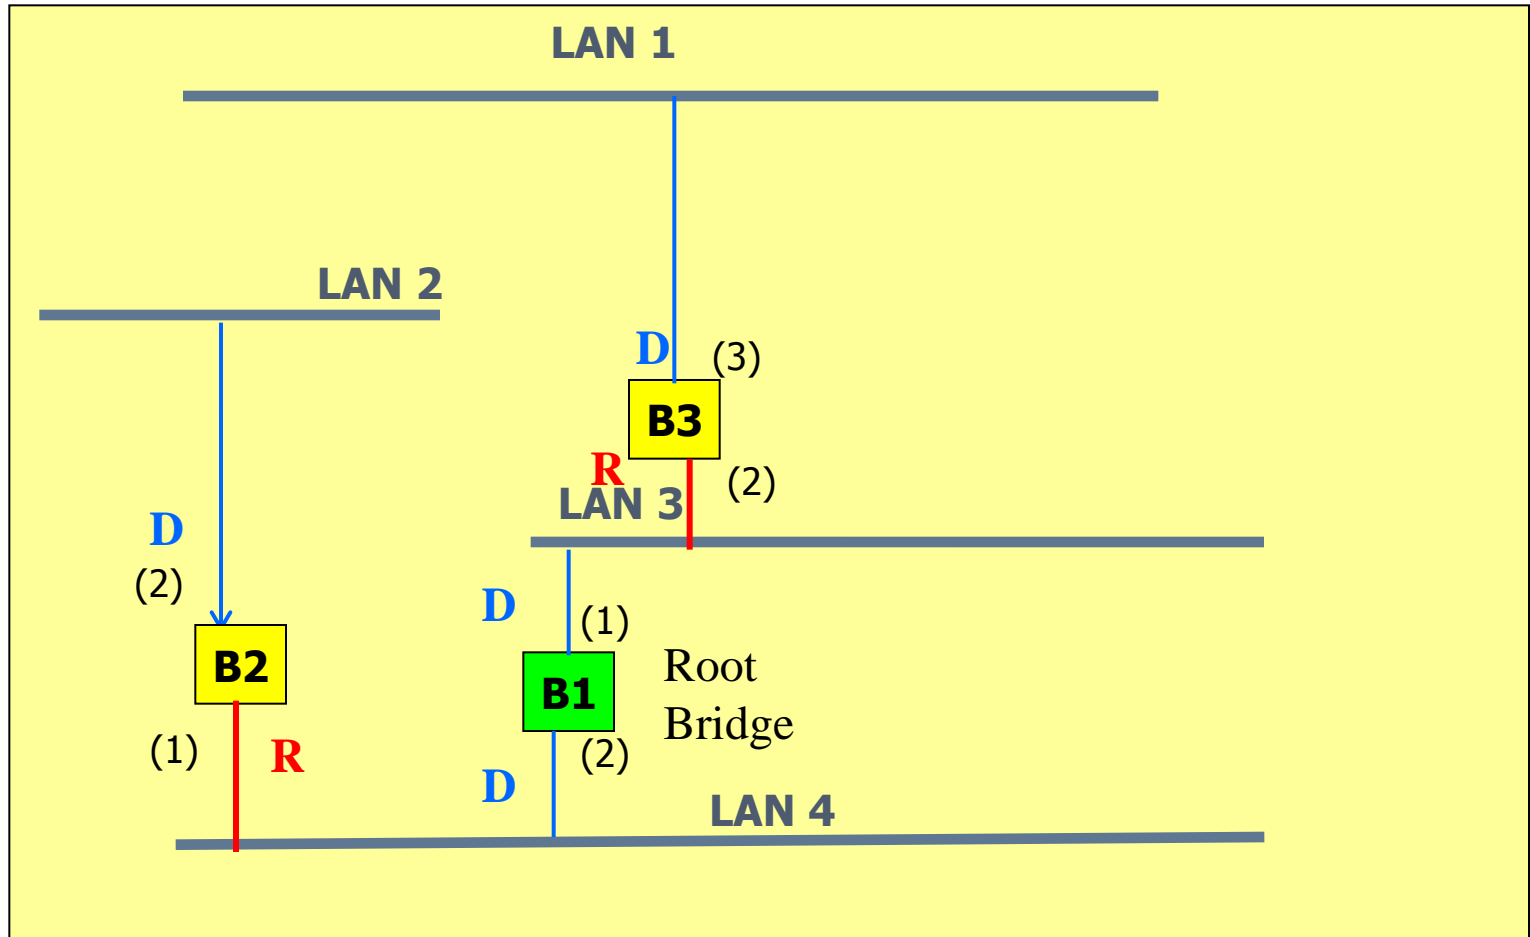 LAN 1
LAN 2
D (3)
B3
R (2)
LAN 3
D
(2)
D (1)
B2
B1
Root
Bridge
(1) R
(2)
D
LAN 4